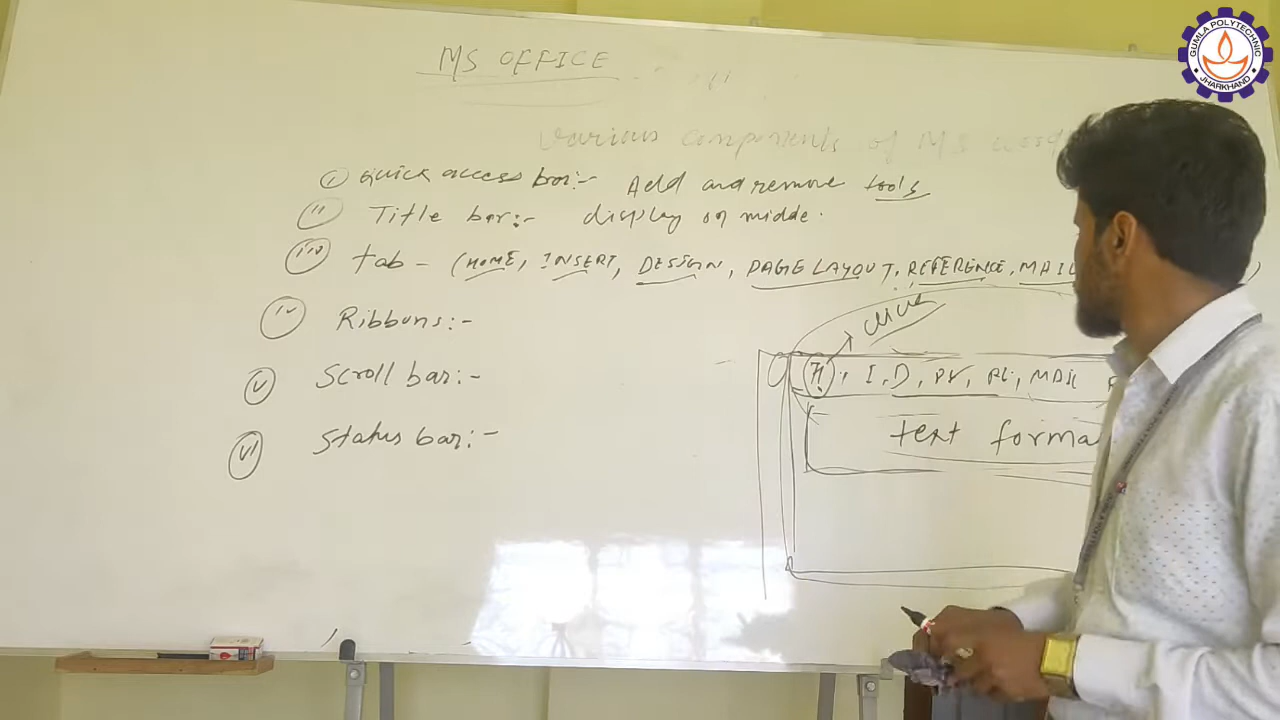 MS OFFICE
Various components of MS word
(i) Quick access bar:- Add and remove tools
(ii) Title bar:- display on midde.
(iii) tab - (HOME, INSERT, DESIGN, PAGE LAYOUT, REFERENCE, MAIL
(iv) Ribbons:-
click
(v) Scroll bar:-
H, I, D, PL, RE, MAIL
(vi) Status bar:-
text forma
GUMLA POLYTECHNIC
JHARKHAND